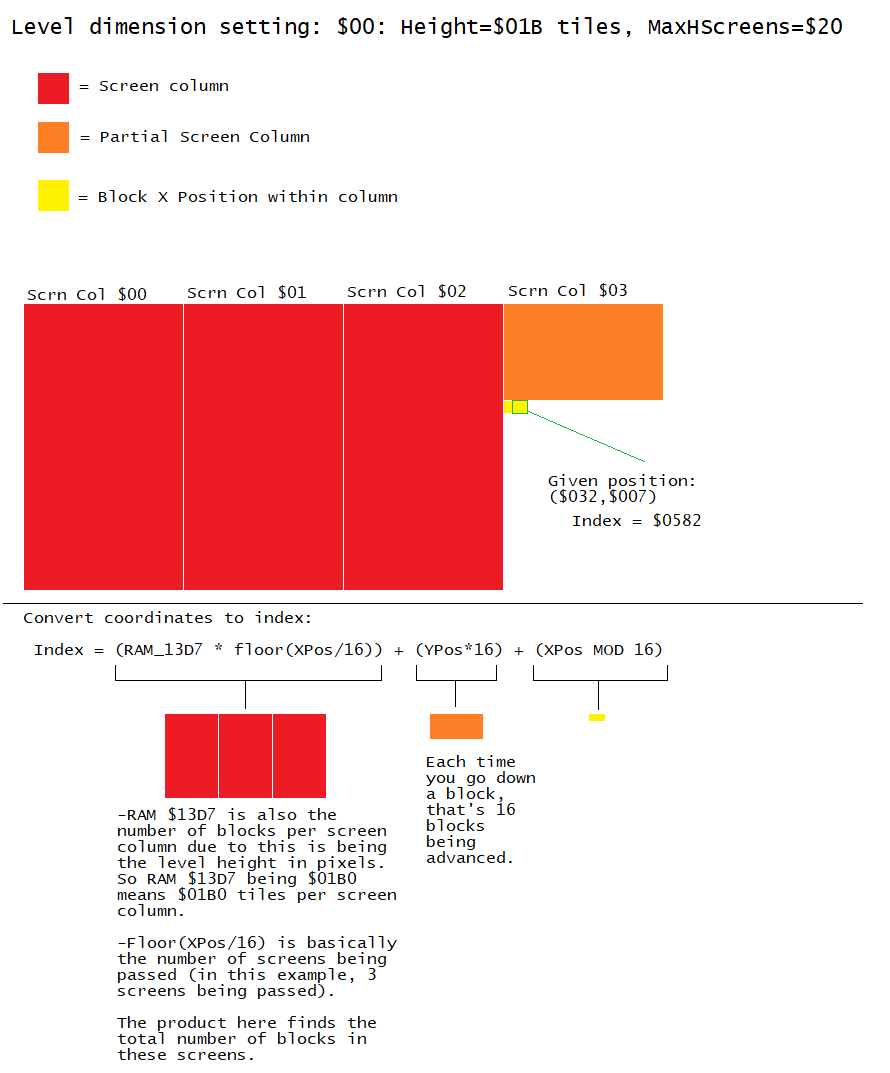 Level dimension setting: $00: Height=$01B tiles, MaxHScreens=$20
= Screen column
= Partial Screen Column
= Block X Position within column
Scrn Col $00
Scrn Col $01
Scrn Col $02
Scrn Col $03
Given position:
($032,$007)
Index = $0582
Convert coordinates to index:
Index = (RAM_13D7 * floor(XPos/16)) + (YPos*16) + (XPos MOD 16)
-RAM $13D7 is also the
number of blocks per screen
column due to this is being
the level height in pixels.
So RAM $13D7 being $01B0
means $01B0 tiles per screen
column.
-Floor(XPos/16) is basically
the number of screens being
passed (in this example, 3
screens being passed).
The product here finds the
total number of blocks in
these screens.
Each time
you go down
a block,
that's 16
blocks
being
advanced.